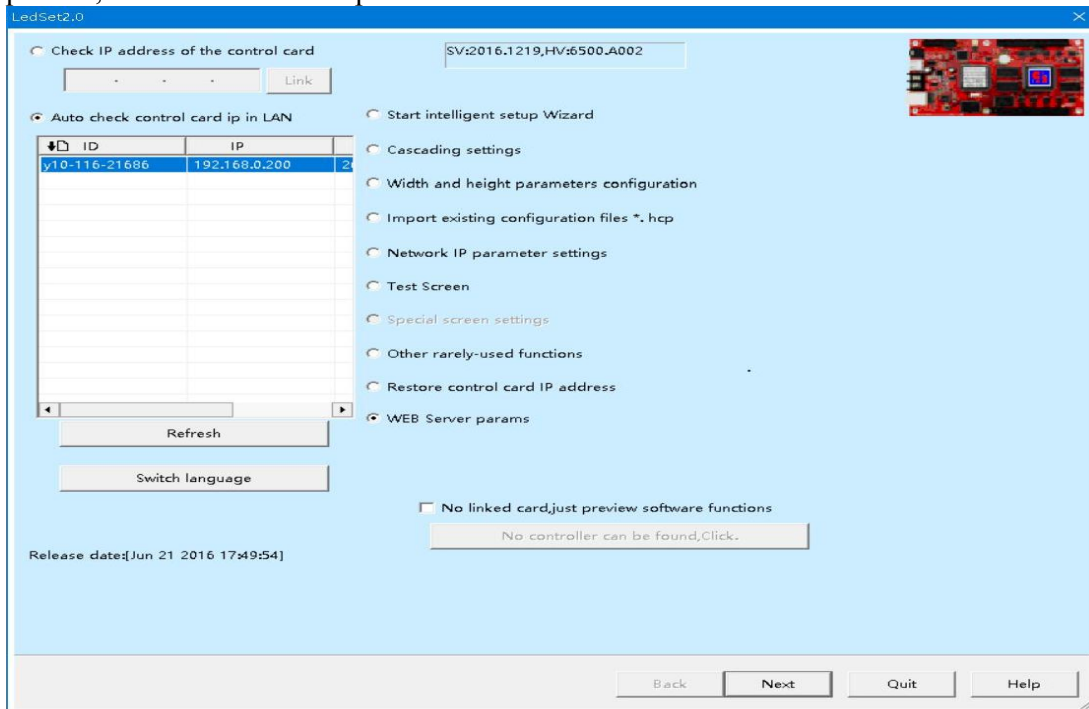 LedSet2.0
Check IP address of the control card
Link
SV:2016.1219,HV:6500.A002
Auto check control card ip in LAN
ID IP
y10-116-21686 192.168.0.200 2
Start intelligent setup Wizard
Cascading settings
Width and height parameters configuration
Import existing configuration files *. hcp
Network IP parameter settings
Test Screen
Special screen settings
Other rarely-used functions
Restore control card IP address
WEB Server params
Refresh
Switch language
No linked card,just preview software functions
No controller can be found,Click.
Release date:[Jun 21 2016 17:49:54]
Back Next Quit Help